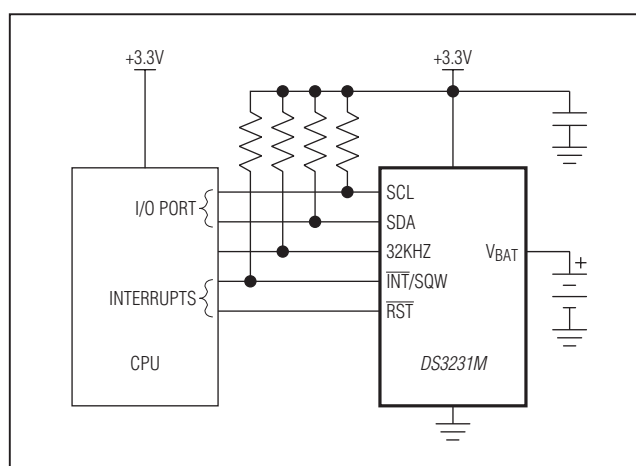 +3.3V
+3.3V
SCL
I/O PORT
SDA
32KHZ
VBAT
+
INT/SQW
INTERRUPTS
RST
CPU
DS3231M